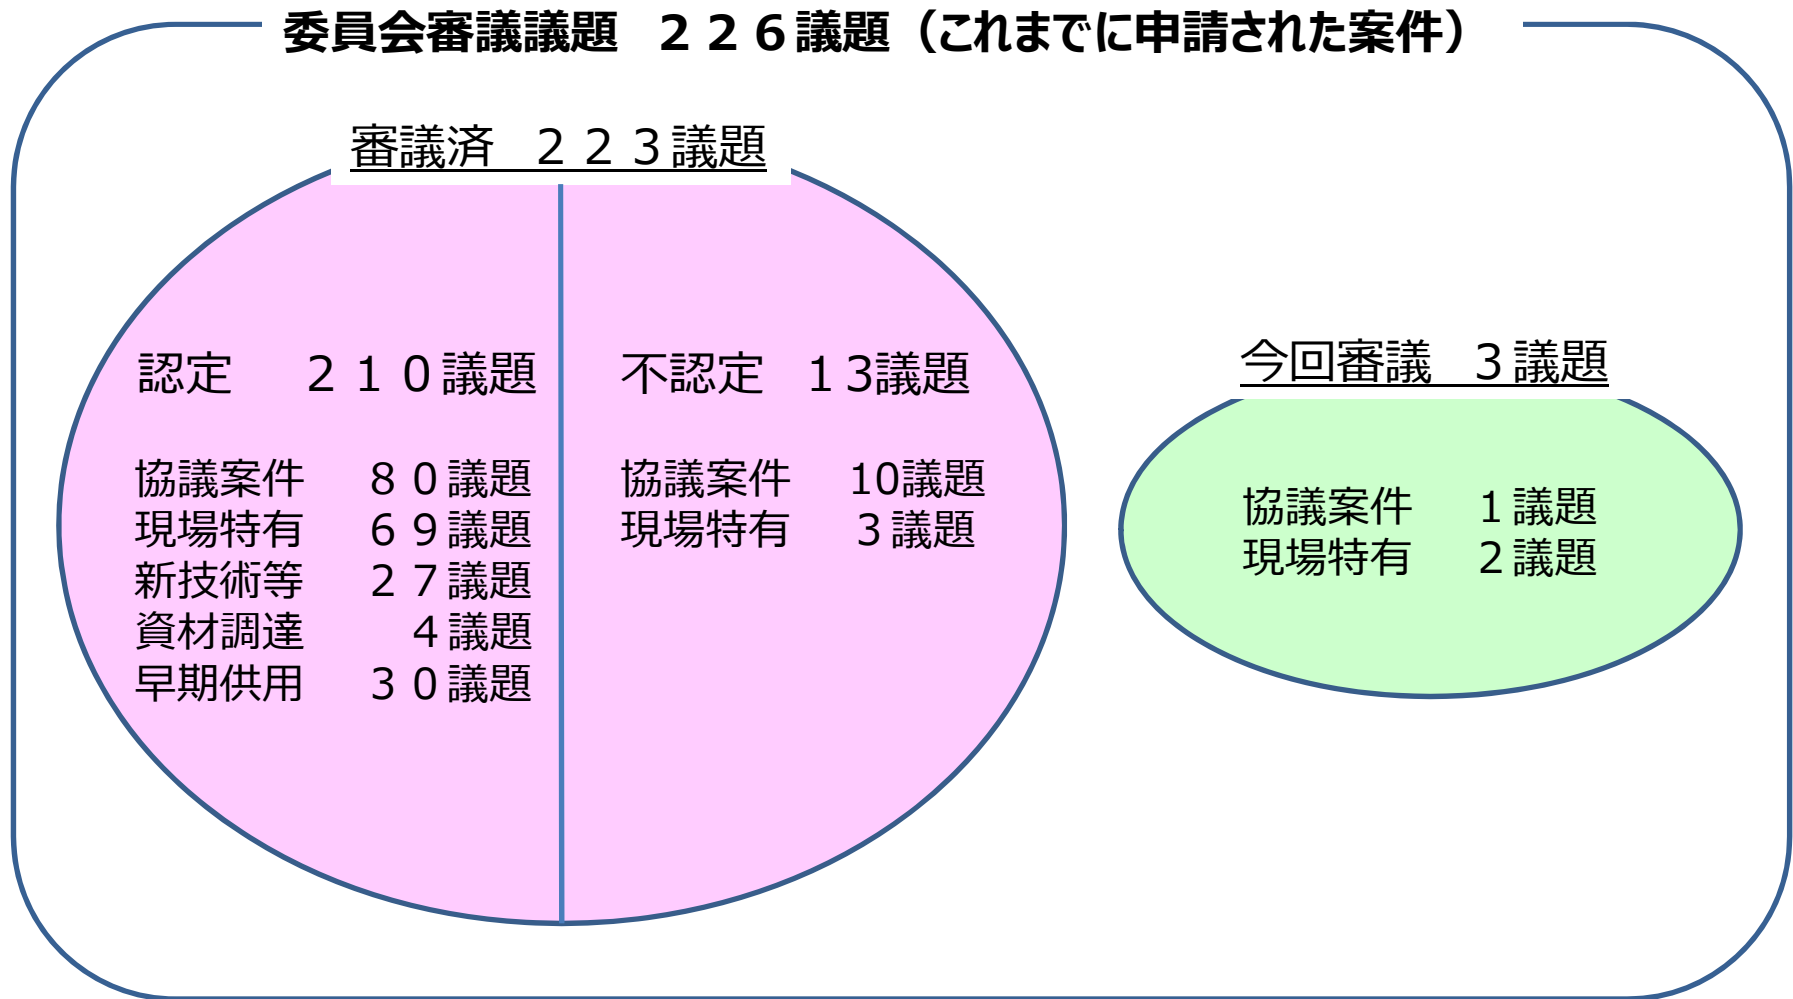 委員会審議議題　２２６議題（これまでに申請された案件）
審議済　２２３議題
認定　２１０議題
協議案件　８０議題
現場特有　６９議題
新技術等　２７議題
資材調達　４議題
早期供用　３０議題
不認定　１3議題
協議案件　10議題
現場特有　３議題
今回審議　３議題
協議案件　１議題
現場特有　２議題